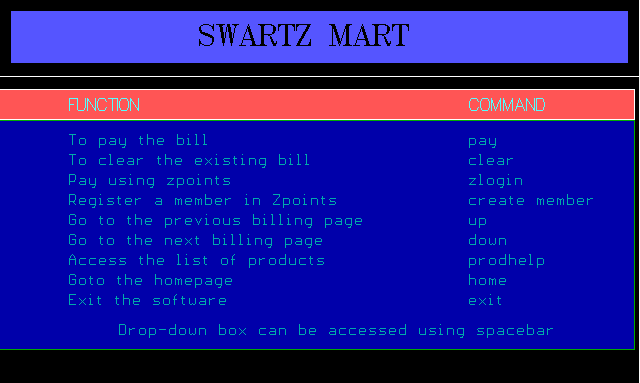 SWARTZ MART
FUNCTION COMMAND
To pay the bill pay
To clear the existing bill clear
Pay using zpoints zlogin
Register a member in Zpoints create member
Go to the previous billing page up
Go to the next billing page down
Access the list of products prodhelp
Goto the homepage home
Exit the software exit
Drop-down box can be accessed using spacebar